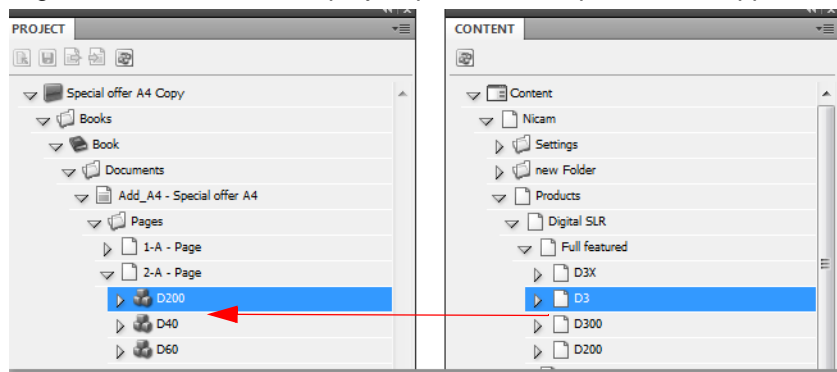 PROJECT
Special offer A4 Copy
Books
Book
Documents
Add_A4 - Special offer A4
Pages
1-A - Page
2-A - Page
D200
D40
D60
CONTENT
Content
Nicam
Settings
new Folder
Products
Digital SLR
Full featured
D3X
D3
D300
D200